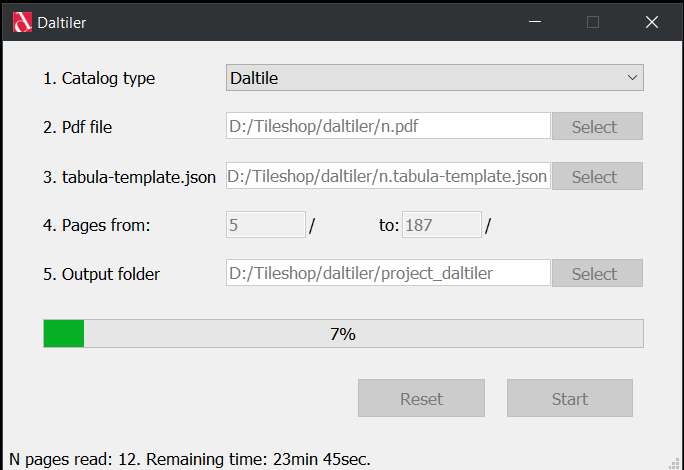 Daltiler
1. Catalog type Daltile
2. Pdf file D:/Tileshop/daltiler/n.pdf Select
3. tabula-template.json D:/Tileshop/daltiler/n.tabula-template.json Select
4. Pages from: 5 / to: 187 /
5. Output folder D:/Tileshop/daltiler/project_daltiler Select
7%
Reset Start
N pages read: 12. Remaining time: 23min 45sec.